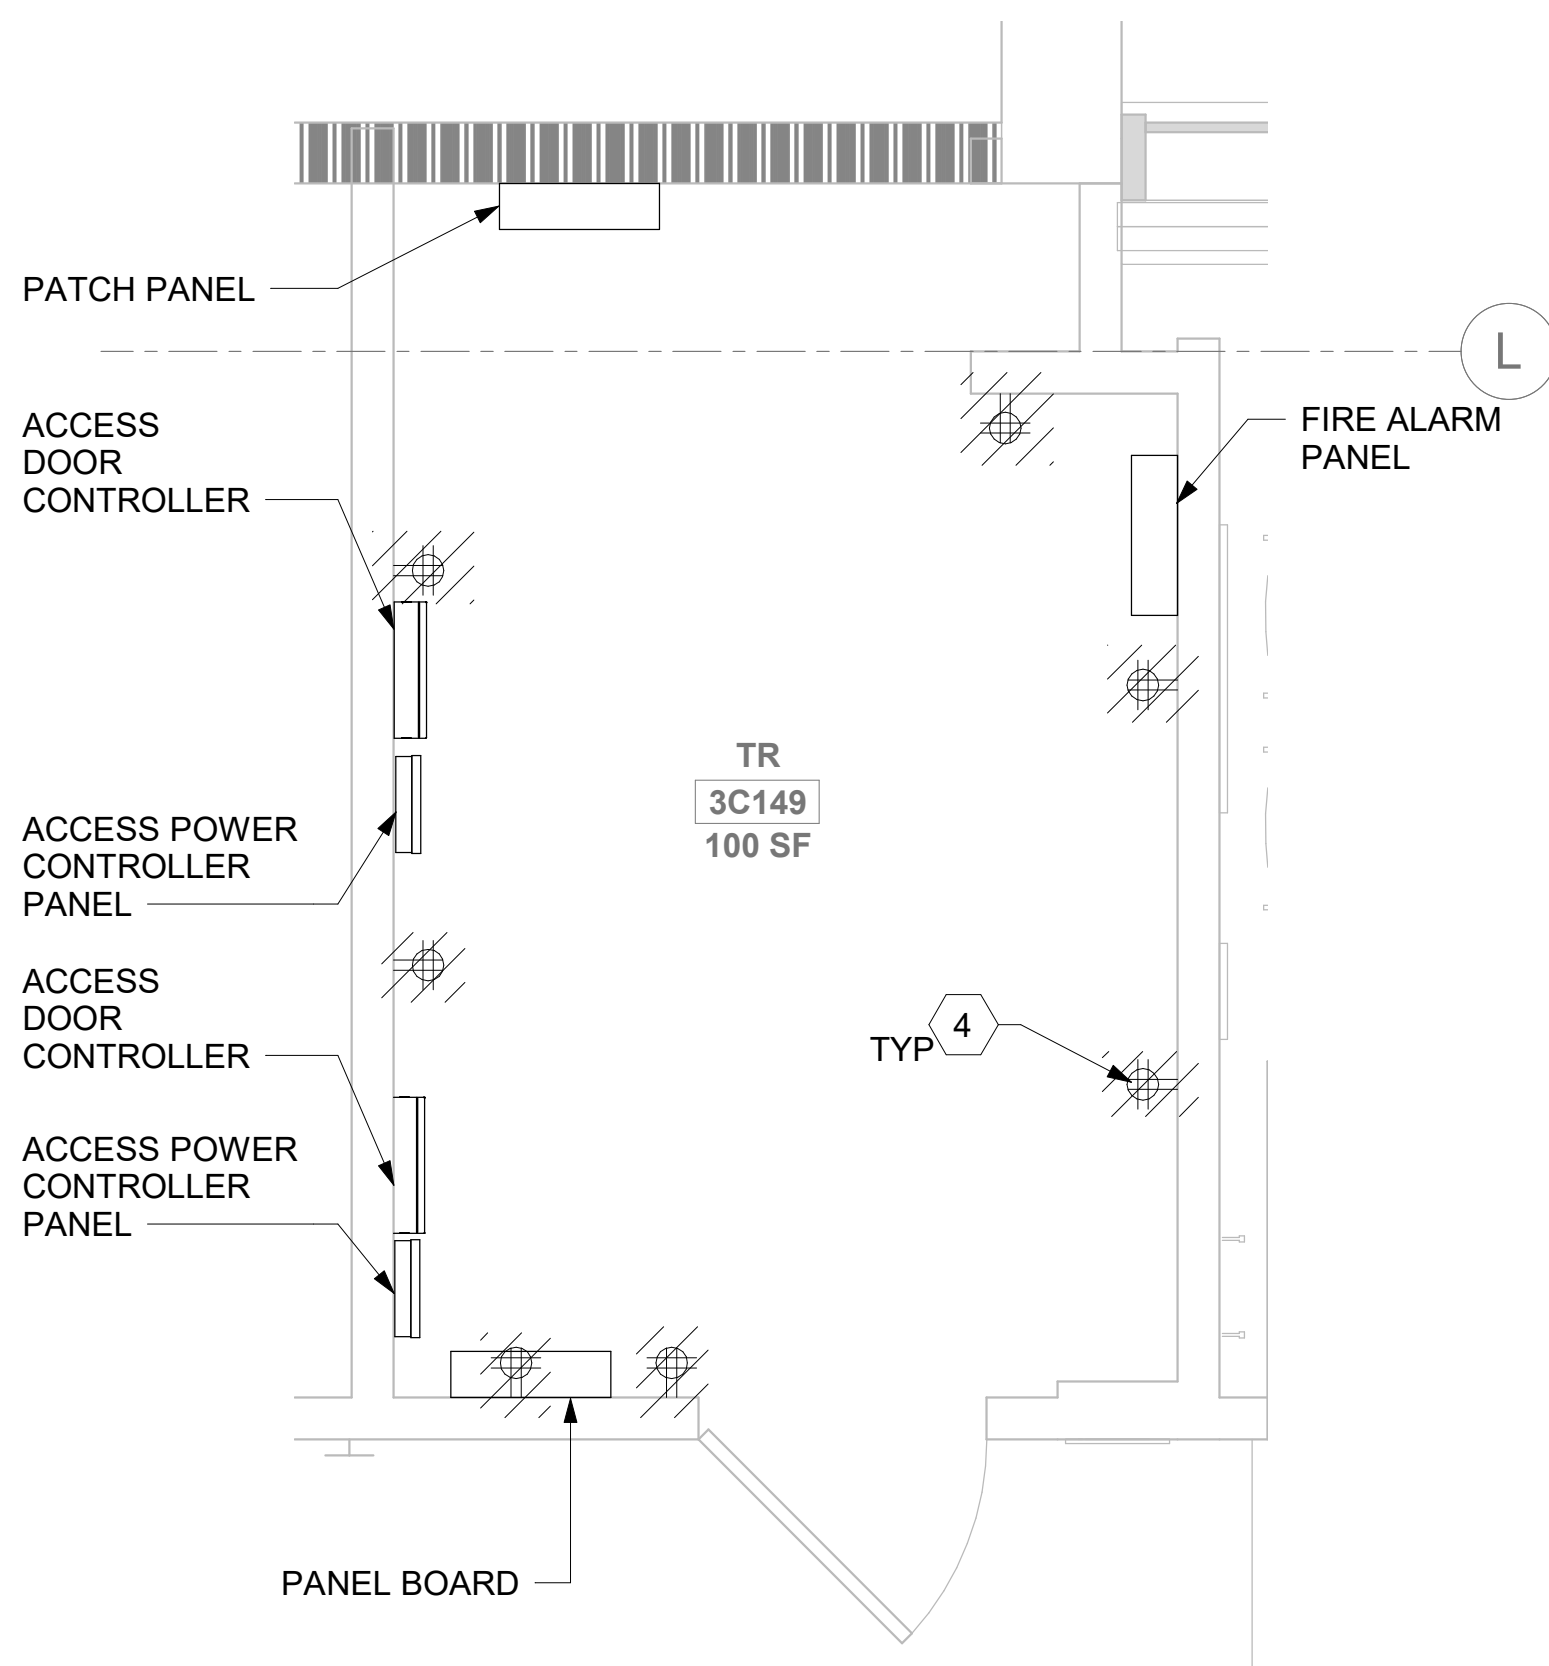 PATCH PANEL
L
ACCESS
DOOR
CONTROLLER
FIRE ALARM
PANEL
TR
3C149
100 SF
ACCESS POWER
CONTROLLER
PANEL
ACCESS
DOOR
CONTROLLER
4
TYP
ACCESS POWER
CONTROLLER
PANEL
PANEL BOARD